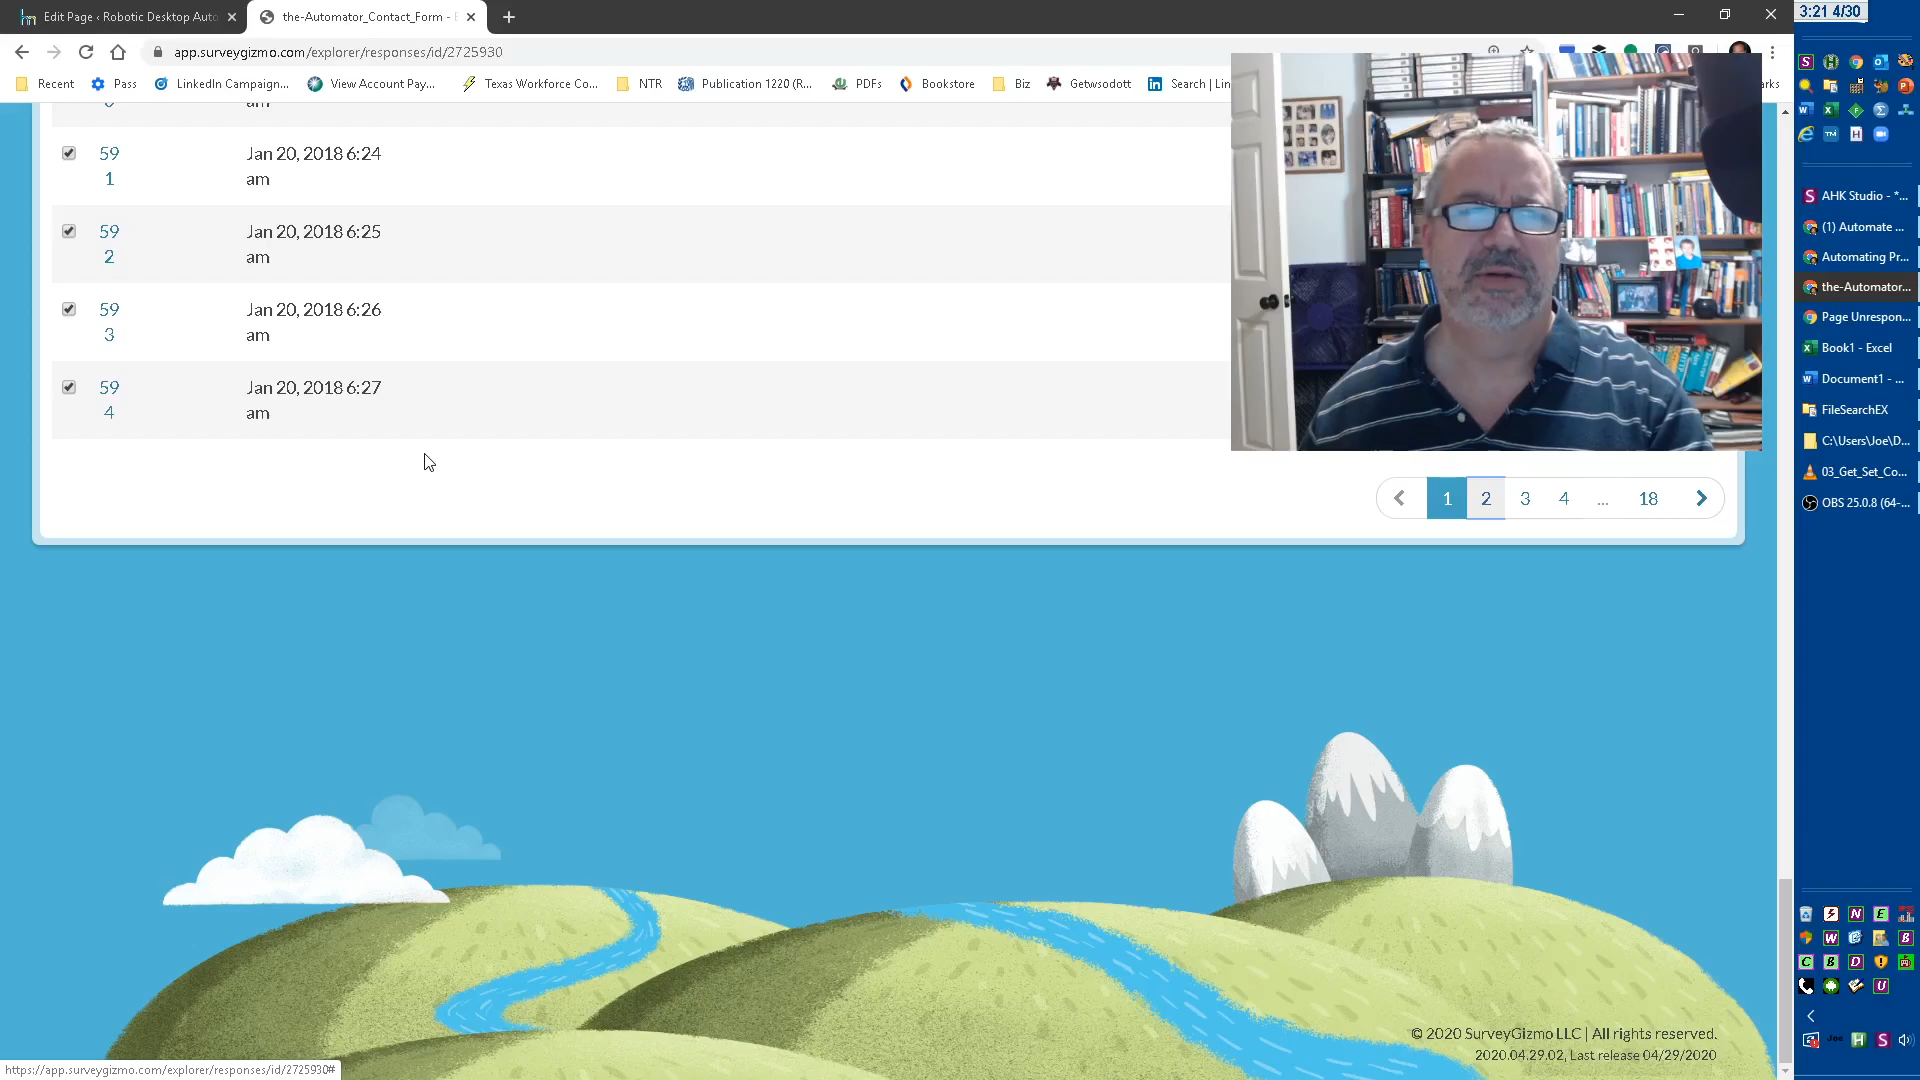 Edit Page ‹ Robotic Desktop Auto
the-Automator_Contact_Form - E
3:21 4/30
app.surveygizmo.com/explorer/responses/id/2725930
Recent
Pass
LinkedIn Campaign...
View Account Pay...
Texas Workforce Co...
NTR
Publication 1220 (R...
PDFs
Bookstore
Biz
Getwsodott
Search | Lin
arks
am
59
1
Jan 20, 2018 6:24
am
59
2
Jan 20, 2018 6:25
am
59
3
Jan 20, 2018 6:26
am
59
4
Jan 20, 2018 6:27
am
1
2
3
4
...
18
AHK Studio - *...
(1) Automate ...
Automating Pr...
the-Automator...
Page Unrespon...
Book1 - Excel
Document1 - ...
FileSearchEX
C:\Users\Joe\D...
03_Get_Set_Co...
OBS 25.0.8 (64-...
Joe
© 2020 SurveyGizmo LLC | All rights reserved.
2020.04.29.02, Last release 04/29/2020
https://app.surveygizmo.com/explorer/responses/id/2725930#